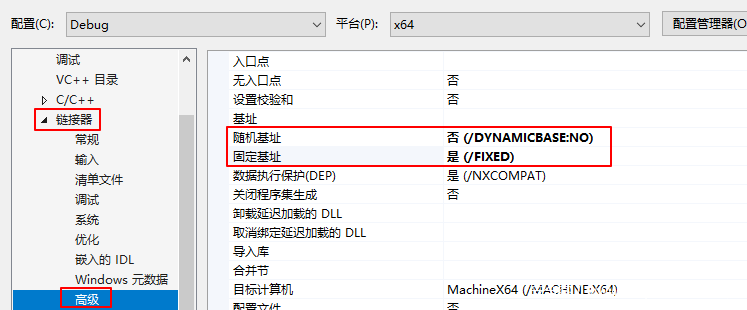 配置(C): Debug 平台(P): x64 配置管理器(O
调试
VC++ 目录
C/C++
链接器
常规
输入
清单文件
调试
系统
优化
嵌入的 IDL
Windows 元数据
高级
入口点
无入口点 否
设置校验和 否
基址
随机基址 否 (/DYNAMICBASE:NO)
固定基址 是 (/FIXED)
数据执行保护(DEP) 是 (/NXCOMPAT)
关闭程序集生成 否
卸载延迟加载的 DLL
取消绑定延迟加载的 DLL
导入库
合并节
目标计算机 MachineX64 (/MACHINE:X64)
配置文件 否